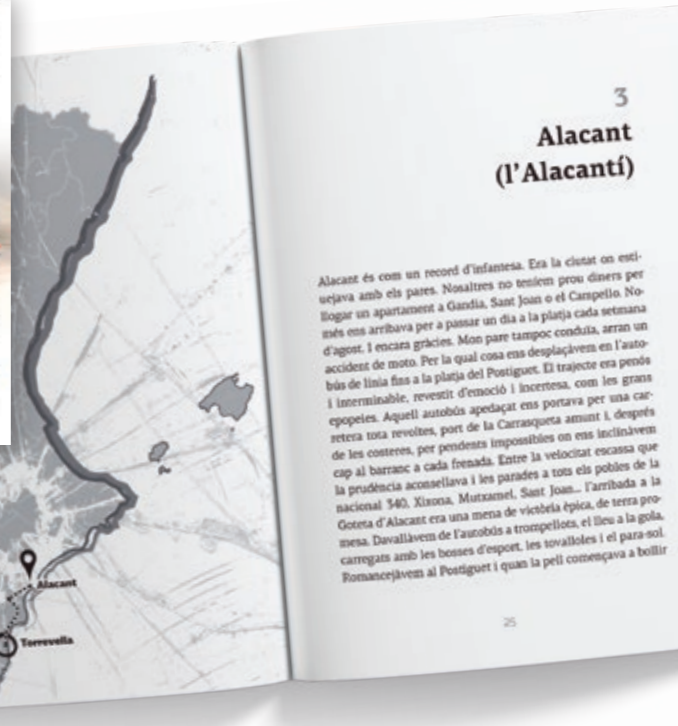 Alacant
Torrevella
3
Alacant
(l'Alacantí)
Alacant és com un record d'infantesa. Era la ciutat on esti-
uejava amb els pares. Nosaltres no teníem prou diners per
llogar un apartament a Gandia, Sant Joan o el Campello. No-
més ens arribava per a passar un dia a la platja cada setmana
d'agost. I encara gràcies. Mon pare tampoc conduïa, arran un
accident de moto. Per la qual cosa ens desplaçàvem en l'auto-
bús de línia fins a la platja del Postiguet. El trajecte era penós
i interminable, revestit d'emoció i incertesa, com les grans
epopeies. Aquell autobús apedaçat ens portava per una car-
retera tota revoltes, port de la Carrasqueta amunt i, després
de les costeres, per pendents impossibles on ens inclinàvem
cap al barranc a cada frenada. Entre la velocitat escassa que
la prudència aconsellava i les parades a tots els pobles de la
nacional 340, Xixona, Mutxamel, Sant Joan... l'arribada a la
Goteta d'Alacant era una mena de victòria èpica, de terra pro-
mesa. Davallàvem de l'autobús a trompellots, el lleu a la gola,
carregats amb les bosses d'esport, les tovalloles i el para-sol.
Romancejàvem al Postiguet i quan la pell començava a bollir
25